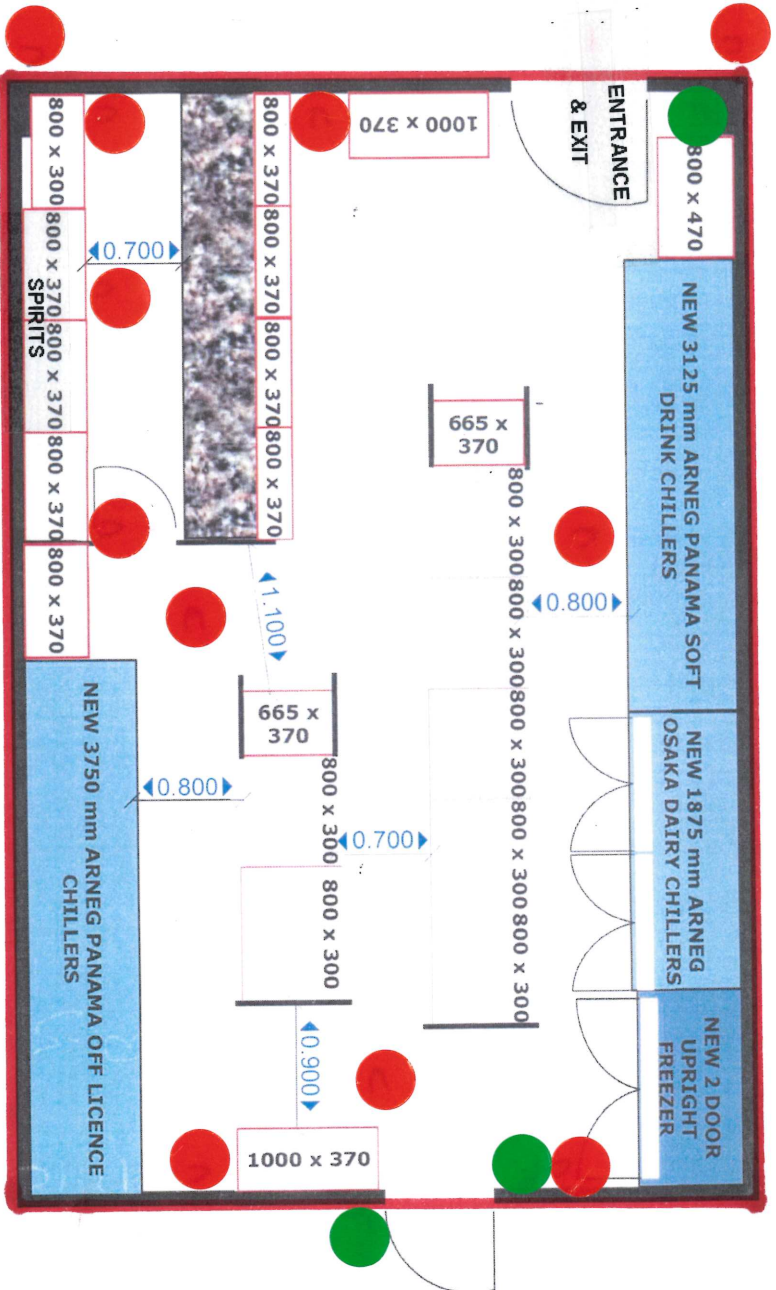 ENTRANCE
& EXIT
800 x 470
1000 x 370
800 x 370
800 x 370
800 x 370
800 x 370
800 x 300
800 x 370
800 x 370
800 x 370
800 x 370
SPIRITS
0.700
NEW 3125 mm ARNEG PANAMA SOFT
DRINK CHILLERS
665 x
370
800 x 300
800 x 300
800 x 300
800 x 300
800 x 300
0.800
1.100
665 x
370
800 x 300
800 x 300
0.800
0.700
NEW 1875 mm ARNEG
OSAKA DAIRY CHILLERS
NEW 3750 mm ARNEG PANAMA OFF LICENCE
CHILLERS
NEW 2 DOOR
UPRIGHT
FREEZER
0.900
1000 x 370